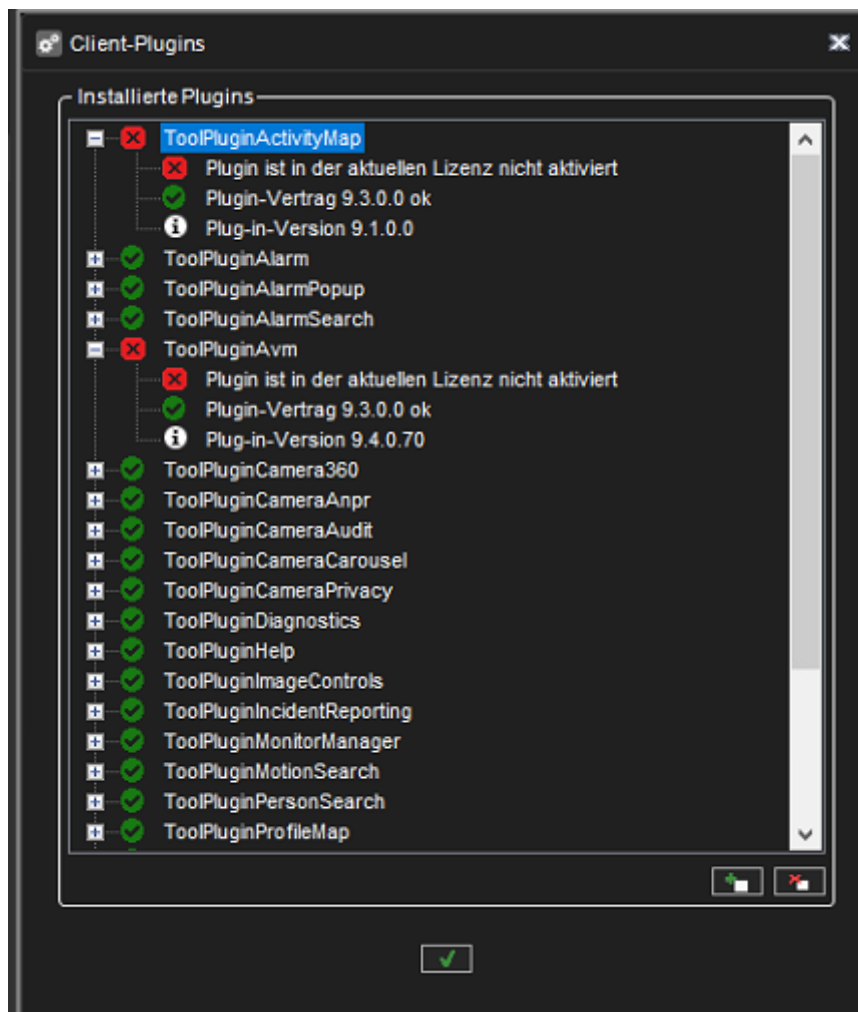 Client-Plugins
Installierte Plugins
ToolPluginActivityMap
Plugin ist in der aktuellen Lizenz nicht aktiviert
Plugin-Vertrag 9.3.0.0 ok
Plug-in-Version 9.1.0.0
ToolPluginAlarm
ToolPluginAlarmPopup
ToolPluginAlarmSearch
ToolPluginAvm
Plugin ist in der aktuellen Lizenz nicht aktiviert
Plugin-Vertrag 9.3.0.0 ok
Plug-in-Version 9.4.0.70
ToolPluginCamera360
ToolPluginCameraAnpr
ToolPluginCameraAudit
ToolPluginCameraCarousel
ToolPluginCameraPrivacy
ToolPluginDiagnostics
ToolPluginHelp
ToolPluginImageControls
ToolPluginIncidentReporting
ToolPluginMonitorManager
ToolPluginMotionSearch
ToolPluginPersonSearch
ToolPluginProfileMap